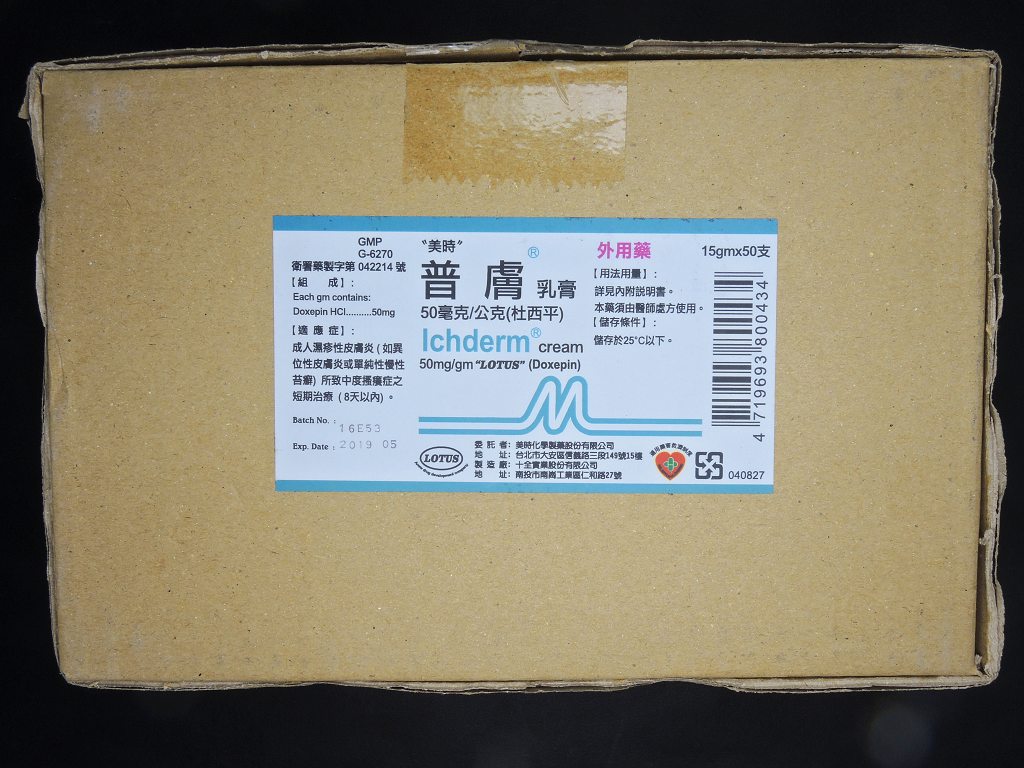 GMP
G-6270
衛署藥製字第 042214 號
【組　成】:
Each gm contains:
Doxepin HCl..........50mg
【適 應 症】:
成人濕疹性皮膚炎 (如異
位性皮膚炎或單純性慢性
苔癬) 所致中度搔癢症之
短期治療 (8天以內)。
Batch No. :
16E53
Exp. Date :
2019 05
〝美時〞
普膚® 乳膏
50毫克/公克(杜西平)
Ichderm® cream
50mg/gm "LOTUS" (Doxepin)
LOTUS
委 託 者: 美時化學製藥股份有限公司
地　　址: 台北市大安區信義路三段149號15樓
製 造 廠: 十全實業股份有限公司
地　　址: 南投市南崗工業區仁和路27號
外用藥
15gmx50支
【用法用量】:
詳見內附說明書。
本藥須由醫師處方使用。
【儲存條件】:
儲存於25°C以下。
4 719693 800434
040827